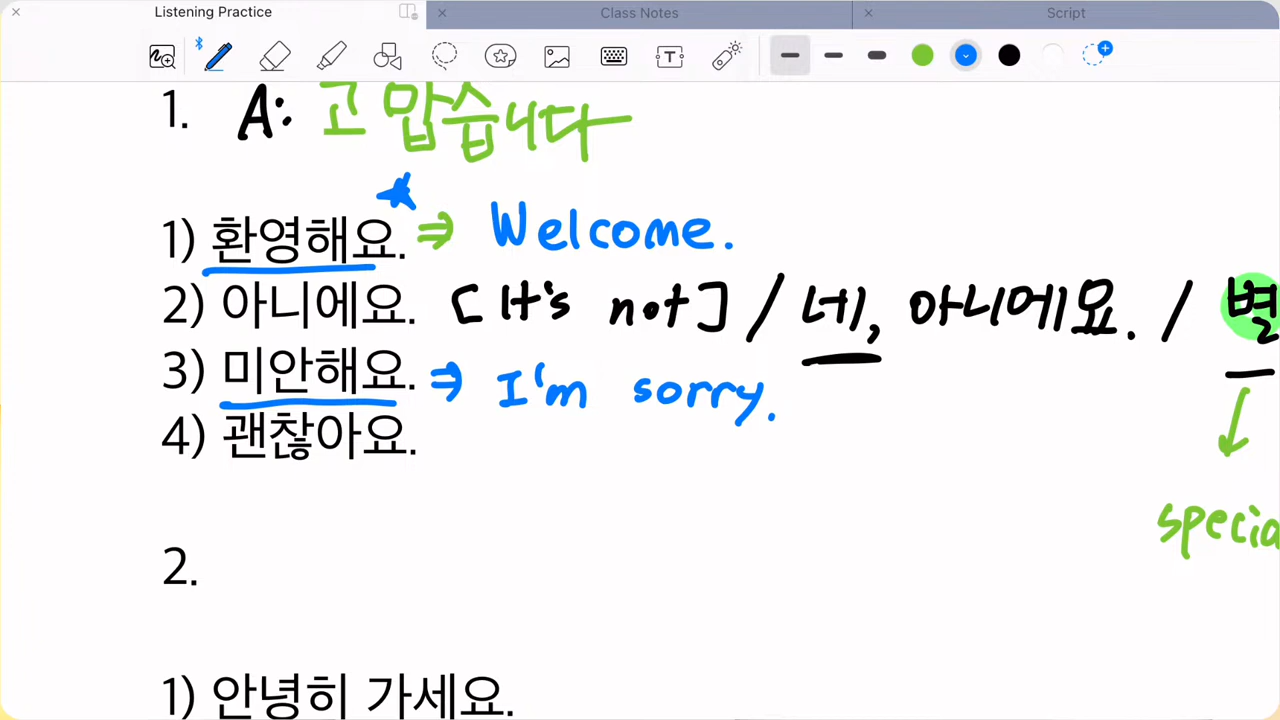 Listening Practice
Class Notes
Script
1. A: 고맙습니다
1) 환영해요. ⇒ Welcome.
2) 아니에요. [It's not] / 네, 아니에요. / 별
3) 미안해요. ⇒ I'm sorry.
4) 괜찮아요.
specia
2.
1) 안녕히 가세요.